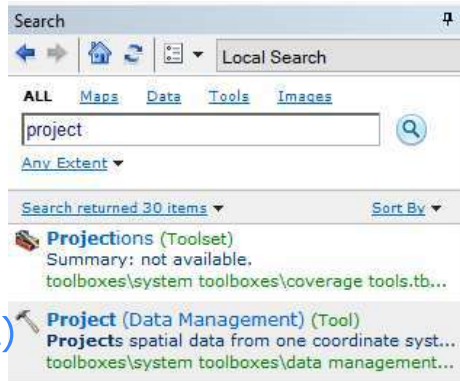 Search
Local Search
ALL Maps Data Tools Images
project
Any Extent
Search returned 30 items Sort By
Projections (Toolset)
Summary: not available.
toolboxes\system toolboxes\coverage tools.tb...
) Project (Data Management) (Tool)
Projects spatial data from one coordinate syst...
toolboxes\system toolboxes\data management...